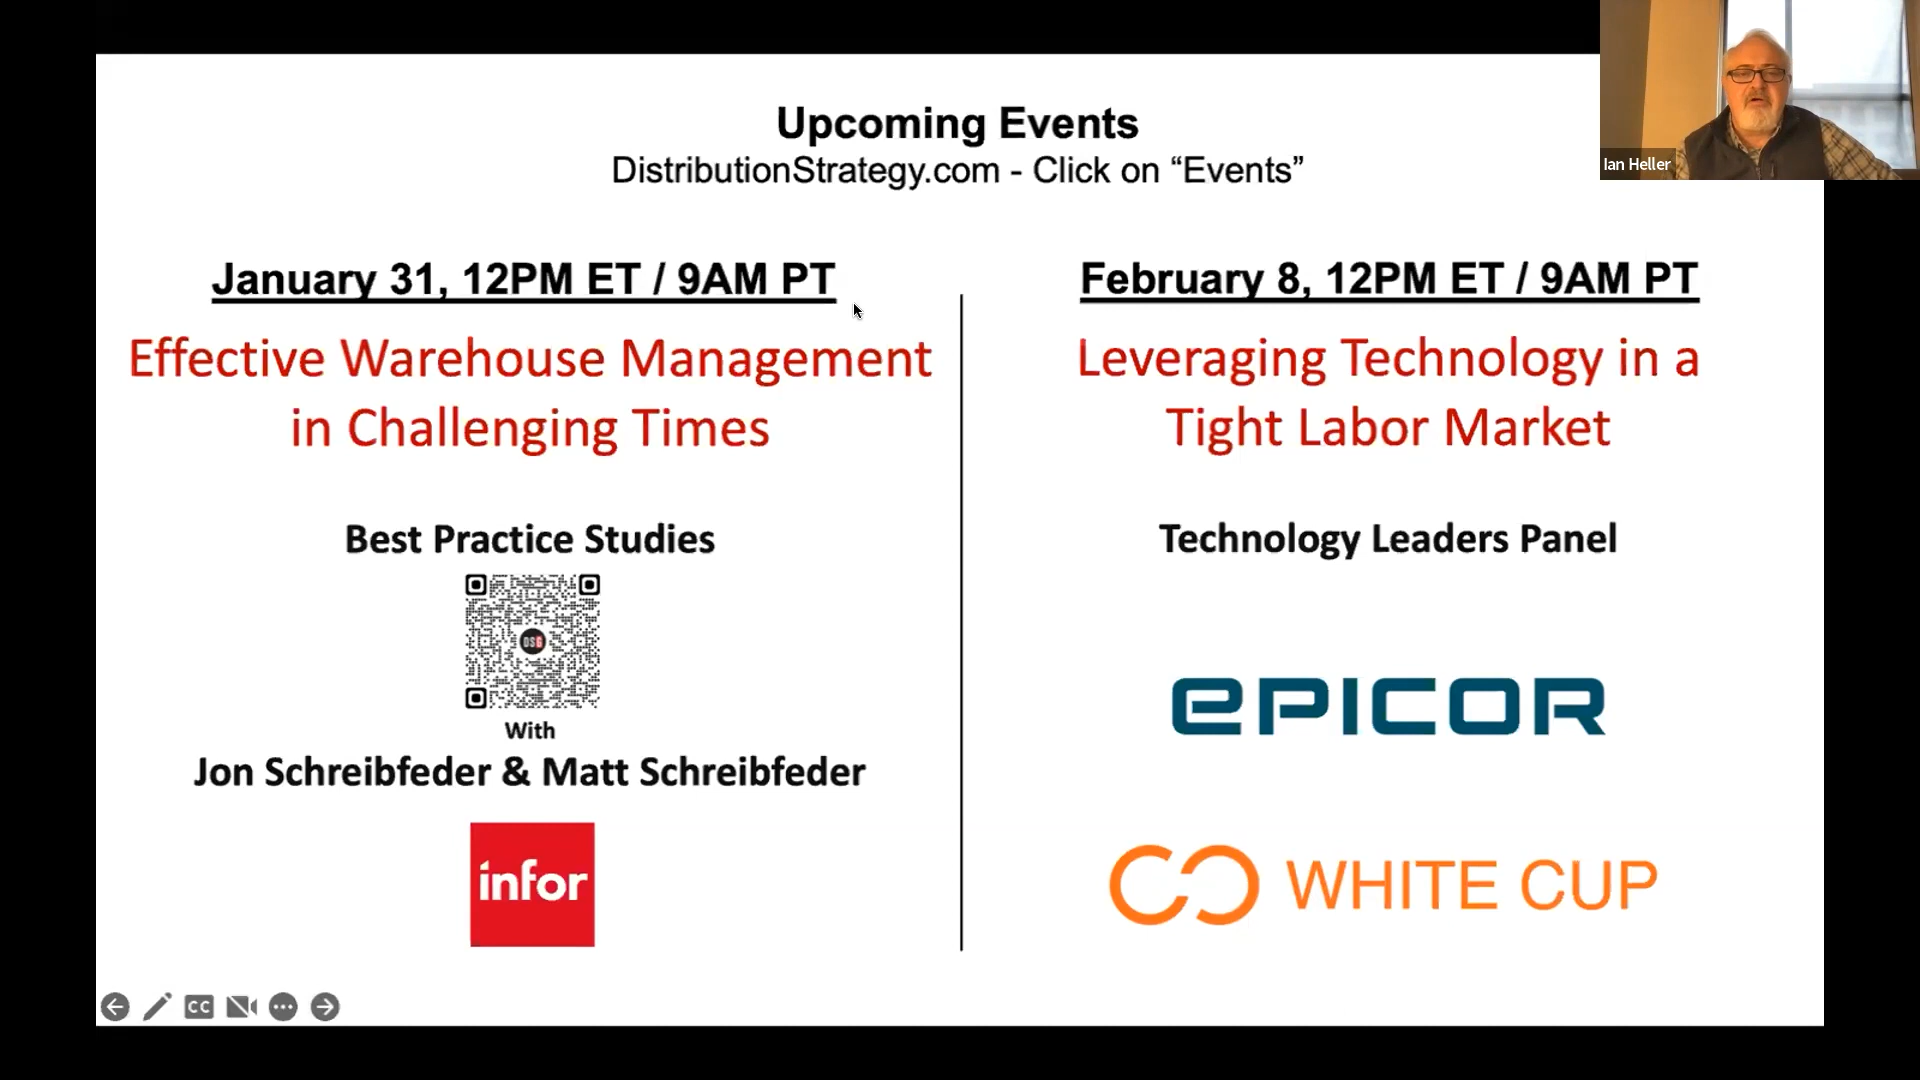 Upcoming Events
DistributionStrategy.com - Click on “Events”
Ian Heller
January 31, 12PM ET / 9AM PT
Effective Warehouse Management
in Challenging Times
Best Practice Studies
DSG
With
Jon Schreibfeder & Matt Schreibfeder
infor
February 8, 12PM ET / 9AM PT
Leveraging Technology in a
Tight Labor Market
Technology Leaders Panel
EPICOR
WHITE CUP
CC